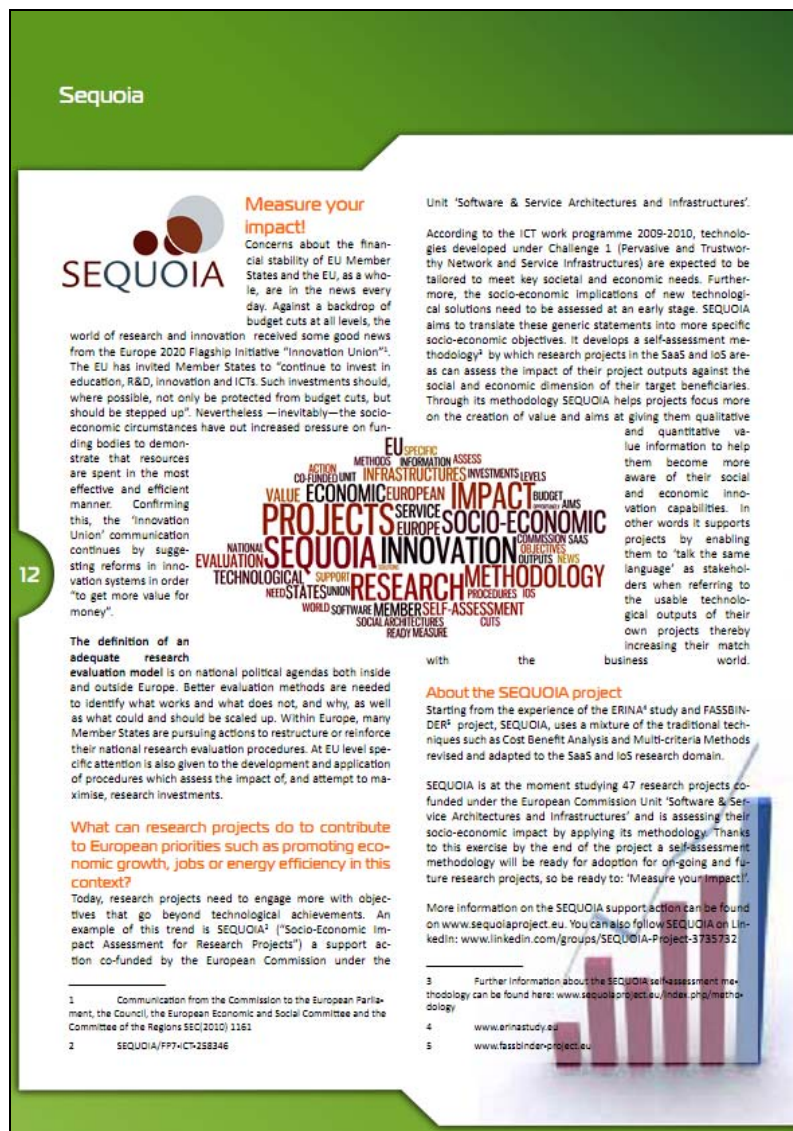 Sequoia
SEQUOIA
Measure your
impact!
Concerns about the finan-
cial stability of EU Member
States and the EU, as a who-
le, are in the news every
day. Against a backdrop of
budget cuts at all levels, the
world of research and innovation received some good news
from the Europe 2020 Flagship Initiative "Innovation Union"¹.
The EU has invited Member States to "continue to invest in
education, R&D, innovation and ICTs. Such investments should,
where possible, not only be protected from budget cuts, but
should be stepped up". Nevertheless —inevitably—the socio-
economic circumstances have put increased pressure on fun-
ding bodies to demon-
strate that resources
are spent in the most
effective and efficient
manner. Confirming
this, the 'Innovation
Union' communication
continues by sugge-
sting reforms in inno-
vation systems in order
"to get more value for
money".
The definition of an
adequate research
evaluation model is on national political agendas both inside
and outside Europe. Better evaluation methods are needed
to identify what works and what does not, and why, as well
as what could and should be scaled up. Within Europe, many
Member States are pursuing actions to restructure or reinforce
their national research evaluation procedures. At EU level spe-
cific attention is also given to the development and application
of procedures which assess the impact of, and attempt to ma-
ximise, research investments.
What can research projects do to contribute
to European priorities such as promoting eco-
nomic growth, jobs or energy efficiency in this
context?
Today, research projects need to engage more with objec-
tives that go beyond technological achievements. An
example of this trend is SEQUOIA² ("Socio-Economic Im-
pact Assessment for Research Projects") a support ac-
tion co-funded by the European Commission under the
1 Communication from the Commission to the European Parlia-
ment, the Council, the European Economic and Social Committee and the
Committee of the Regions SEC(2010) 1161
2 SEQUOIA/FP7-ICT-258346
12
Unit 'Software & Service Architectures and Infrastructures'.
According to the ICT work programme 2009-2010, technolo-
gies developed under Challenge 1 (Pervasive and Trustwor-
thy Network and Service Infrastructures) are expected to be
tailored to meet key societal and economic needs. Further-
more, the socio-economic implications of new technologi-
cal solutions need to be assessed at an early stage. SEQUOIA
aims to translate these generic statements into more specific
socio-economic objectives. It develops a self-assessment me-
thodology³ by which research projects in the SaaS and IoS are-
as can assess the impact of their project outputs against the
social and economic dimension of their target beneficiaries.
Through its methodology SEQUOIA helps projects focus more
on the creation of value and aims at giving them qualitative
and quantitative va-
lue information to help
them become more
aware of their social
and economic inno-
vation capabilities. In
other words it supports
projects by enabling
them to 'talk the same
language' as stakehol-
ders when referring to
the usable technolo-
gical outputs of their
own projects thereby
increasing their match
with the business world.
EU SPECIFIC
METHODS INFORMATION ASSESS
ACTION
CO-FUNDED UNIT INFRASTRUCTURES INVESTMENTS LEVELS
VALUE ECONOMIC EUROPEAN IMPACT BUDGET
OPPORTUNITY AIMS
PROJECTS SERVICE
EUROPE SOCIO-ECONOMIC
NATIONAL
EVALUATION SEQUOIA INNOVATION COMMISSION SAAS
OBJECTIVES
OUTPUTS NEWS
TECHNOLOGICAL SUPPORT SOLUTIONS
NEED STATES UNION RESEARCH METHODOLOGY
PROCEDURES IOS
WORLD SOFTWARE MEMBER SELF-ASSESSMENT
SOCIAL ARCHITECTURES CUTS
READY MEASURE
About the SEQUOIA project
Starting from the experience of the ERINA⁴ study and FASSBIN-
DER⁵ project, SEQUOIA, uses a mixture of the traditional tech-
niques such as Cost Benefit Analysis and Multi-criteria Methods
revised and adapted to the SaaS and IoS research domain.
SEQUOIA is at the moment studying 47 research projects co-
funded under the European Commission Unit 'Software & Ser-
vice Architectures and Infrastructures' and is assessing their
socio-economic impact by applying its methodology. Thanks
to this exercise by the end of the project a self-assessment
methodology will be ready for adoption for on-going and fu-
ture research projects, so be ready to: 'Measure your Impact!'.
More information on the SEQUOIA support action can be found
on www.sequoiaproject.eu. You can also follow SEQUOIA on Lin-
kedIn: www.linkedin.com/groups/SEQUOIA-Project-3735732
3 Further information about the SEQUOIA self-assessment me-
thodology can be found here: www.sequoiaproject.eu/index.php/metho-
dology
4 www.erinastudy.eu
5 www.fassbinder-project.eu